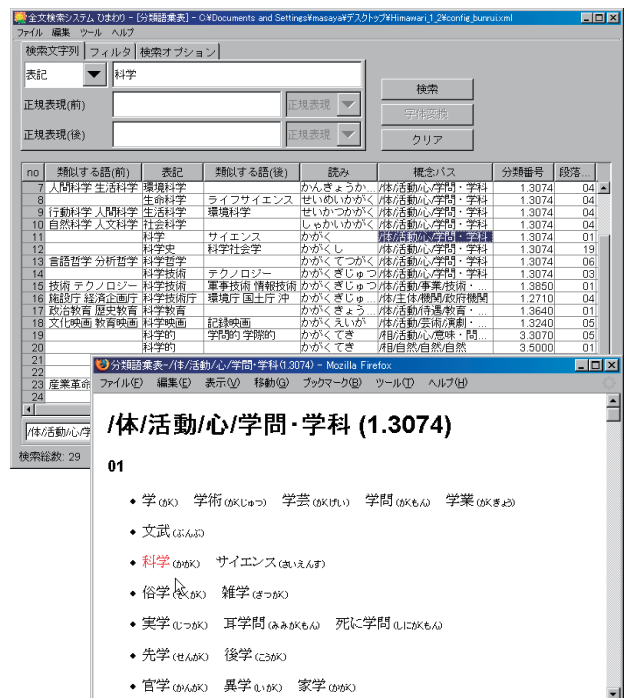 全文検索システム ひまわり - [分類語彙表] - C:¥Documents and Settings¥masaya¥デスクトップ¥Himawari_1_2¥config_bunrui.xml
ファイル 編集 ツール ヘルプ
検索文字列 フィルタ 検索オプション
表記 科学
検索
正規表現(前) 正規表現
字体変換
正規表現(後) 正規表現
クリア
no 類似する語(前) 表記 類似する語(後) 読み 概念パス 分類番号 段落...
7 人間科学 生活科学 環境科学 かんきょうか... /体/活動/心/学問・学科 1.3074 04
8 生命科学 ライフサイエンス せいめいかがく /体/活動/心/学問・学科 1.3074 04
9 行動科学 人間科学 生活科学 環境科学 せいかつかがく /体/活動/心/学問・学科 1.3074 04
10 自然科学 人文科学 社会科学 しゃかいかがく /体/活動/心/学問・学科 1.3074 04
11 科学 サイエンス かがく /体/活動/心/学問・学科 1.3074 01
12 科学史 科学社会学 かがくし /体/活動/心/学問・学科 1.3074 19
13 言語哲学 分析哲学 科学哲学 かがくてつがく /体/活動/心/学問・学科 1.3074 06
14 科学技術 テクノロジー かがくぎじゅつ /体/活動/心/学問・学科 1.3074 03
15 技術 テクノロジー 科学技術 軍事技術 情報技術 かがくぎじゅつ /体/活動/事業/技術・... 1.3850 01
16 施設庁 経済企画庁 科学技術庁 環境庁 国土庁 沖 かがくぎじゅ... /体/主体/機関/政府機関 1.2710 04
17 政治教育 歴史教育 科学教育 かがくきょう... /体/活動/待遇/教育・... 1.3640 01
18 文化映画 教育映画 科学映画 記録映画 かがくえいが /体/活動/芸術/演劇・... 1.3240 05
19 科学的 学問的 学際的 かがくてき /相/活動/心/意味・問... 3.3070 05
20 科学的 かがくてき /相/自然/自然/自然 3.5000 01
21
22
23 産業革命
24
/体/活動/心/学
検索総数: 29
分類語彙表-/体/活動/心/学問・学科(1.3074) - Mozilla Firefox
ファイル(F) 編集(E) 表示(V) 移動(G) ブックマーク(B) ツール(T) ヘルプ(H)
/体/活動/心/学問・学科 (1.3074)
01
学(がく) 学術(がくじゅつ) 学芸(がくげい) 学問(がくもん) 学業(がくぎょう)
文武(ぶんぶ)
科学(かがく) サイエンス(さいえんす)
俗学(ぞくがく) 雑学(ざつがく)
実学(じつがく) 耳学問(みみがくもん) 死に学問(しにがくもん)
先学(せんがく) 後学(こうがく)
官学(かんがく) 異学(いがく) 家学(かがく)